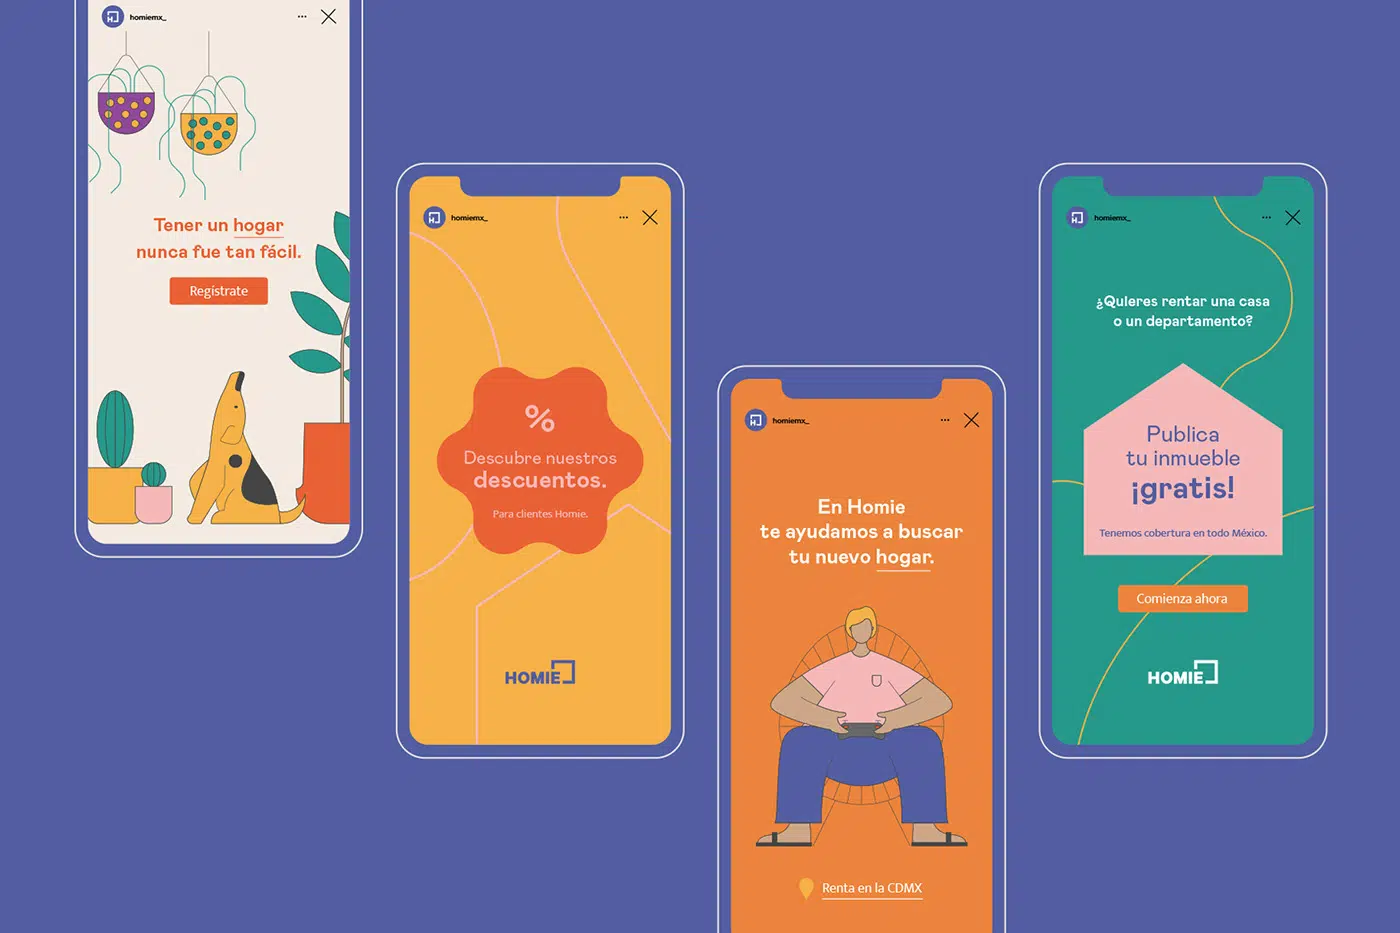 homiemx_
Tener un hogar
nunca fue tan fácil.
Regístrate
homiemx_
%
Descubre nuestros
descuentos.
Para clientes Homie.
HOMIE
homiemx_
En Homie
te ayudamos a buscar
tu nuevo hogar.
Renta en la CDMX
homiemx_
¿Quieres rentar una casa
o un departamento?
Publica
tu inmueble
¡gratis!
Tenemos cobertura en todo México.
Comienza ahora
HOMIE